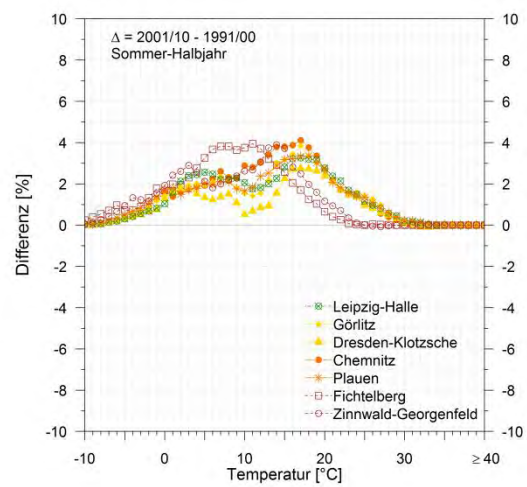 Δ = 2001/10 - 1991/00
Sommer-Halbjahr
10 10
8 8
6 6
4 4
2 2
0 0
-2 -2
-4 -4
-6 -6
-8 -8
-10 -10
Differenz [%]
Leipzig-Halle
Görlitz
Dresden-Klotzsche
Chemnitz
Plauen
Fichtelberg
Zinnwald-Georgenfeld
-10 0 10 20 30 ≥ 40
Temperatur [°C]